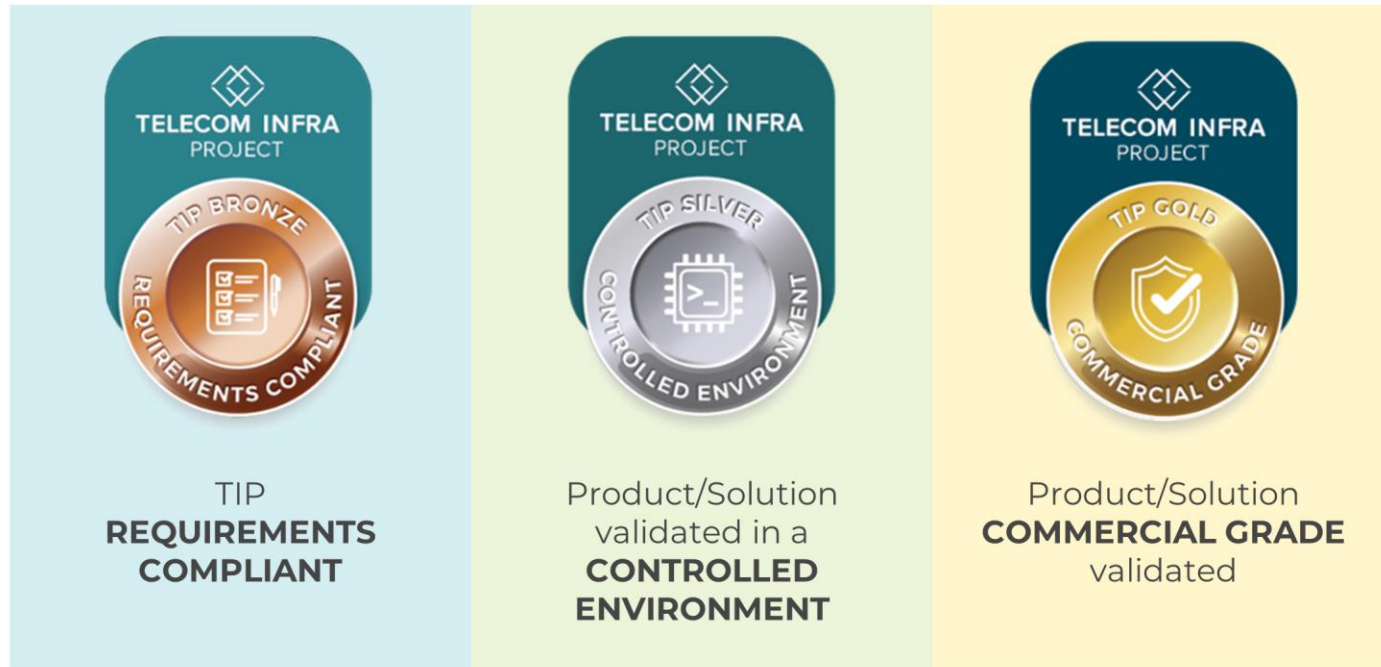 TELECOM INFRA
PROJECT
TIP BRONZE
REQUIREMENTS COMPLIANT
TIP
REQUIREMENTS
COMPLIANT
TELECOM INFRA
PROJECT
TIP SILVER
CONTROLLED ENVIRONMENT
Product/Solution
validated in a
CONTROLLED
ENVIRONMENT
TELECOM INFRA
PROJECT
TIP GOLD
COMMERCIAL GRADE
Product/Solution
COMMERCIAL GRADE
validated